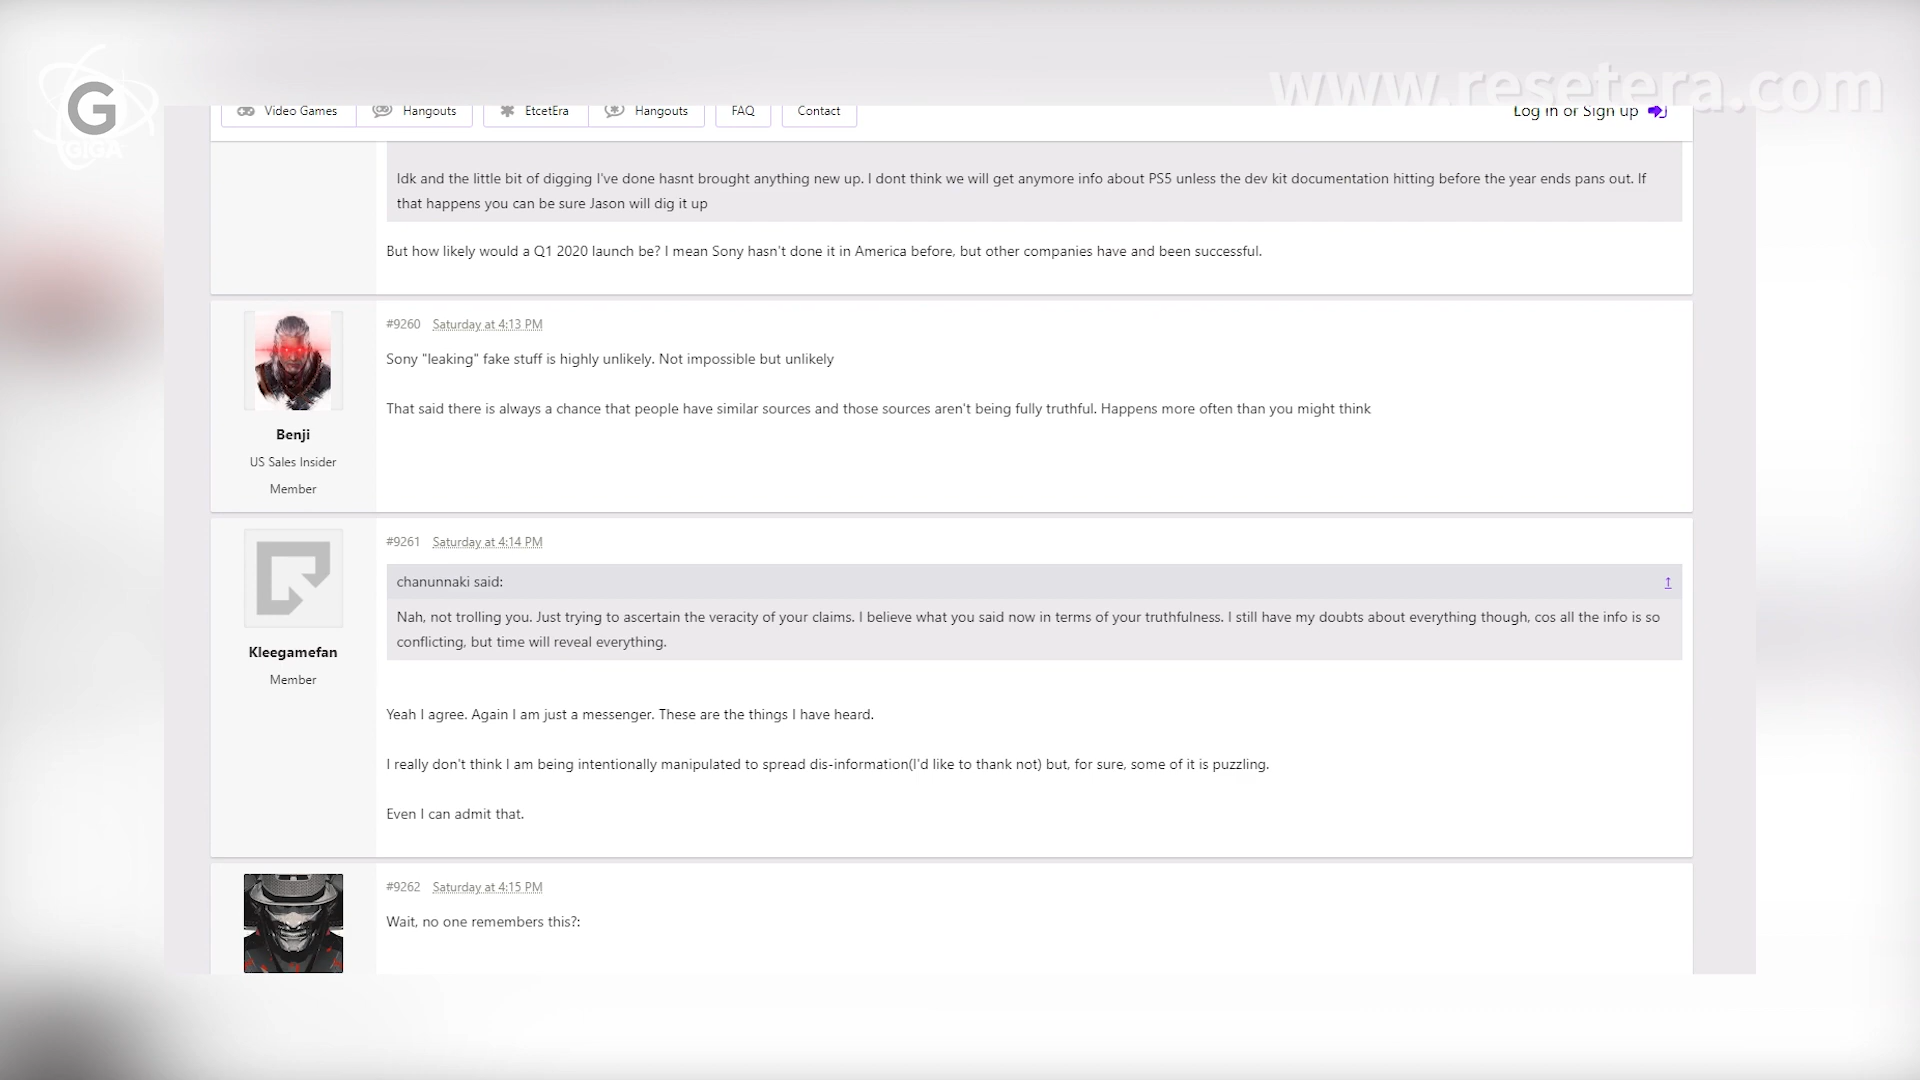 G
GIGA
www.resetera.com
Video Games
Hangouts
EtcetEra
Hangouts
FAQ
Contact
Log in or Sign up
Idk and the little bit of digging I've done hasnt brought anything new up. I dont think we will get anymore info about PS5 unless the dev kit documentation hitting before the year ends pans out. If
that happens you can be sure Jason will dig it up
But how likely would a Q1 2020 launch be? I mean Sony hasn't done it in America before, but other companies have and been successful.
Benji
US Sales Insider
Member
#9260 Saturday at 4:13 PM
Sony "leaking" fake stuff is highly unlikely. Not impossible but unlikely
That said there is always a chance that people have similar sources and those sources aren't being fully truthful. Happens more often than you might think
Kleegamefan
Member
#9261 Saturday at 4:14 PM
chanunnaki said: ↑
Nah, not trolling you. Just trying to ascertain the veracity of your claims. I believe what you said now in terms of your truthfulness. I still have my doubts about everything though, cos all the info is so
conflicting, but time will reveal everything.
Yeah I agree. Again I am just a messenger. These are the things I have heard.
I really don't think I am being intentionally manipulated to spread dis-information(I'd like to thank not) but, for sure, some of it is puzzling.
Even I can admit that.
#9262 Saturday at 4:15 PM
Wait, no one remembers this?: